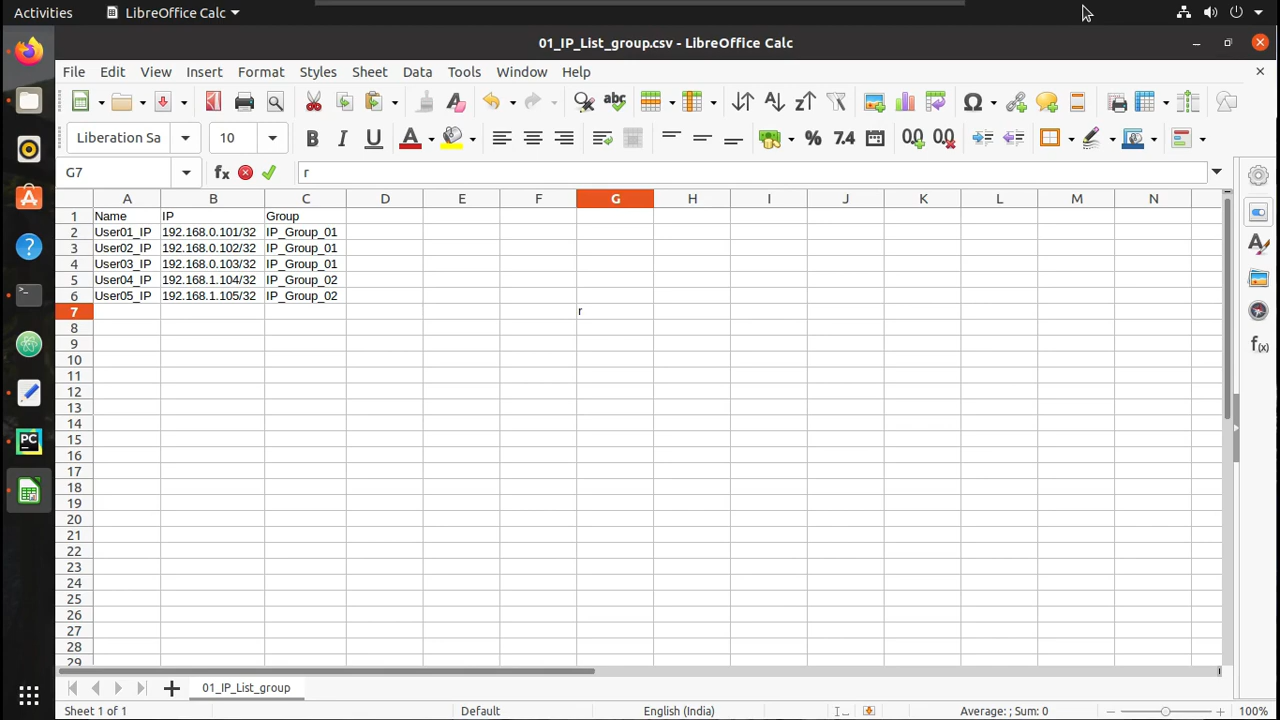 Activities LibreOffice Calc
01_IP_List_group.csv - LibreOffice Calc
File Edit View Insert Format Styles Sheet Data Tools Window Help
Liberation Sa 10
G7 r
A B C D E F G H I J K L M N
1 Name IP Group
2 User01_IP 192.168.0.101/32 IP_Group_01
3 User02_IP 192.168.0.102/32 IP_Group_01
4 User03_IP 192.168.0.103/32 IP_Group_01
5 User04_IP 192.168.1.104/32 IP_Group_02
6 User05_IP 192.168.1.105/32 IP_Group_02
7 r
8
9
10
11
12
13
14
15
16
17
18
19
20
21
22
23
24
25
26
27
28
29
01_IP_List_group
Sheet 1 of 1 Default English (India) Average: ; Sum: 0 100%